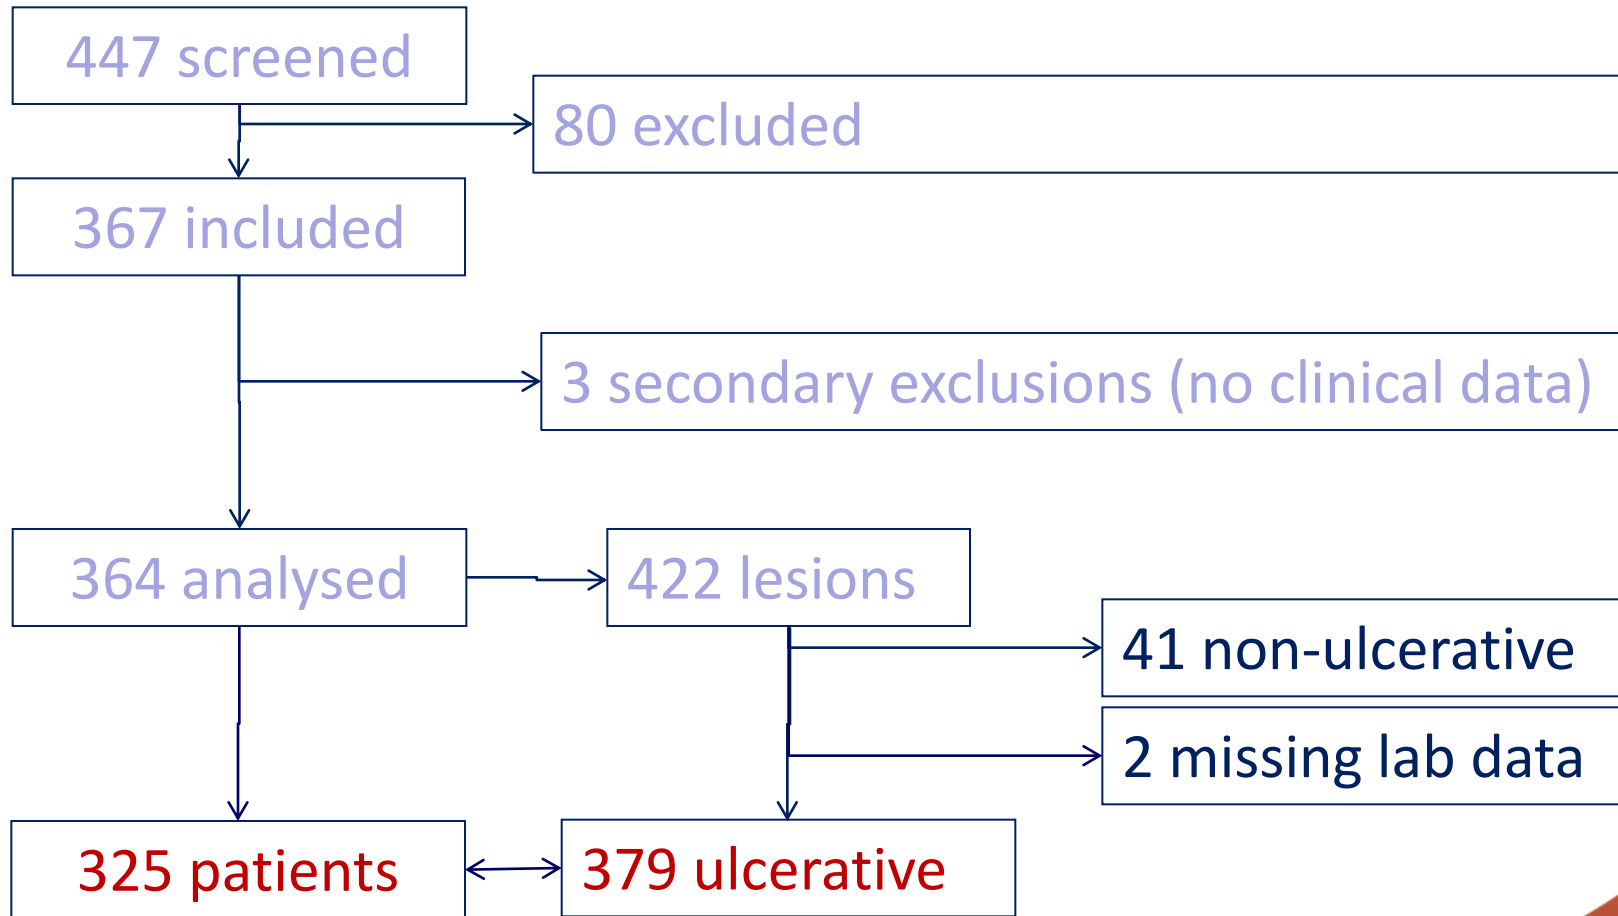 447 screened
80 excluded
367 included
3 secondary exclusions (no clinical data)
364 analysed
422 lesions
41 non-ulcerative
2 missing lab data
325 patients
379 ulcerative